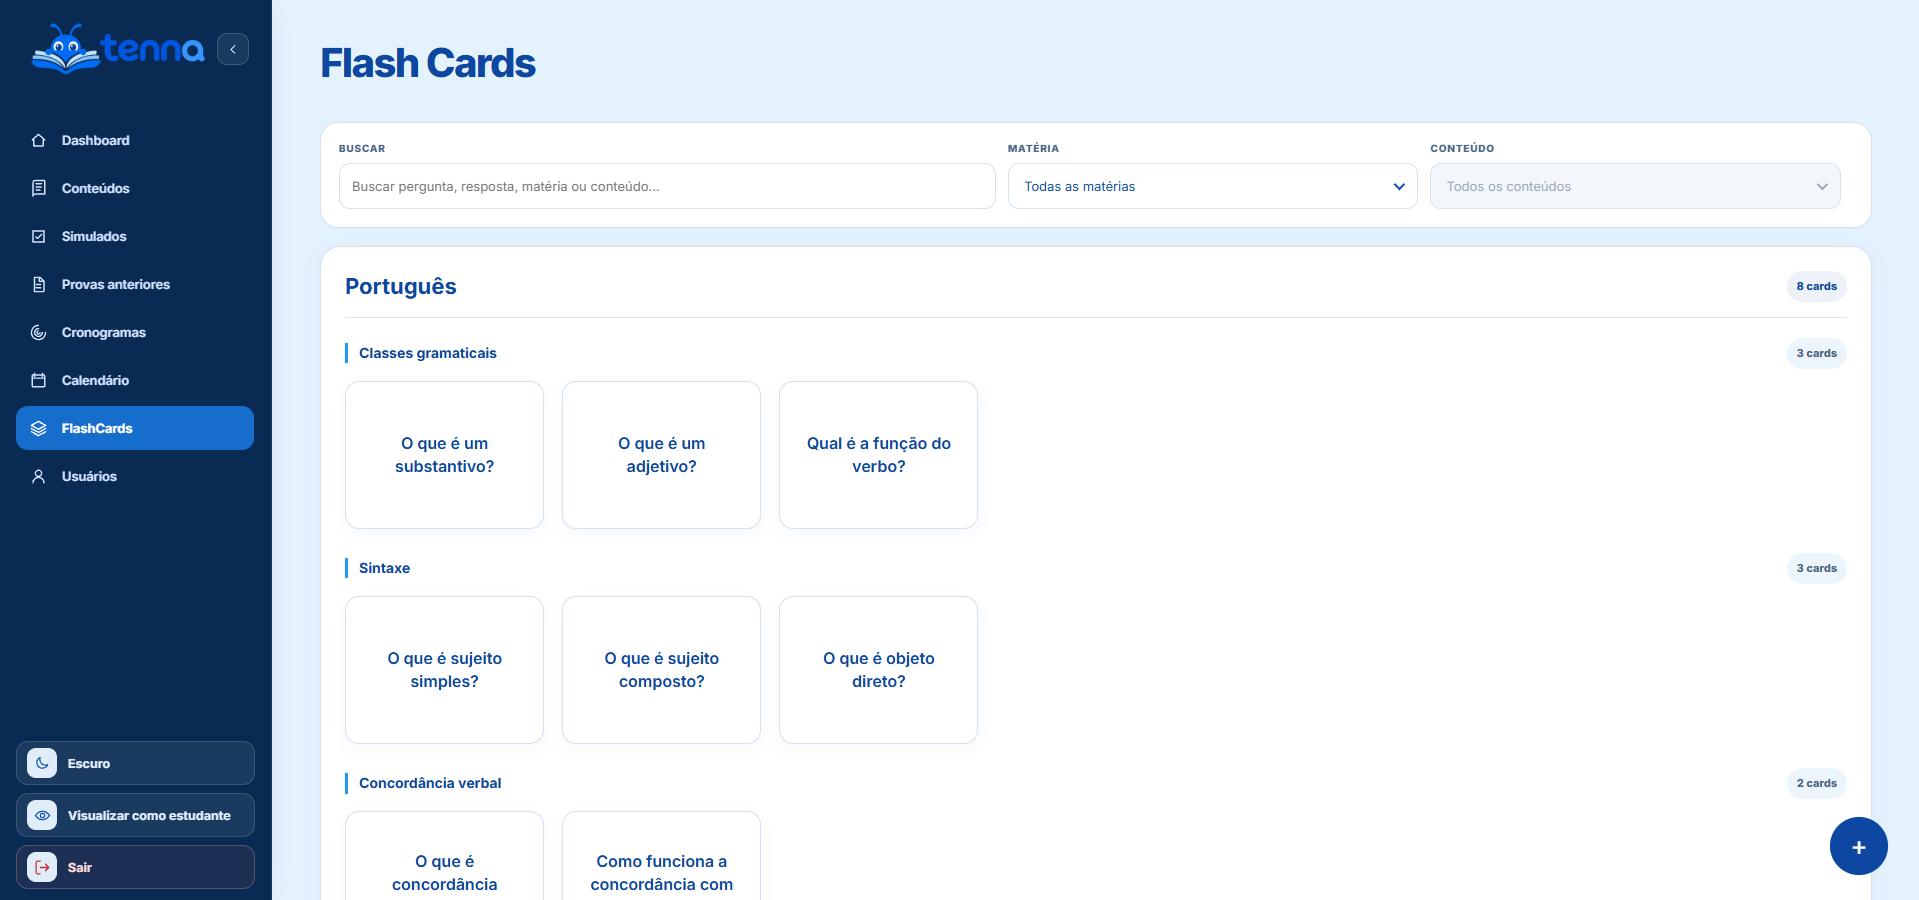 tenna
Dashboard
Conteúdos
Simulados
Provas anteriores
Cronogramas
Calendário
FlashCards
Usuários
Escuro
Visualizar como estudante
Sair
Flash Cards
BUSCAR
Buscar pergunta, resposta, matéria ou conteúdo...
MATÉRIA
Todas as matérias
CONTEÚDO
Todos os conteúdos
Português
8 cards
Classes gramaticais
3 cards
O que é um
substantivo?
O que é um
adjetivo?
Qual é a função do
verbo?
Sintaxe
3 cards
O que é sujeito
simples?
O que é sujeito
composto?
O que é objeto
direto?
Concordância verbal
2 cards
O que é
concordância
Como funciona a
concordância com
+